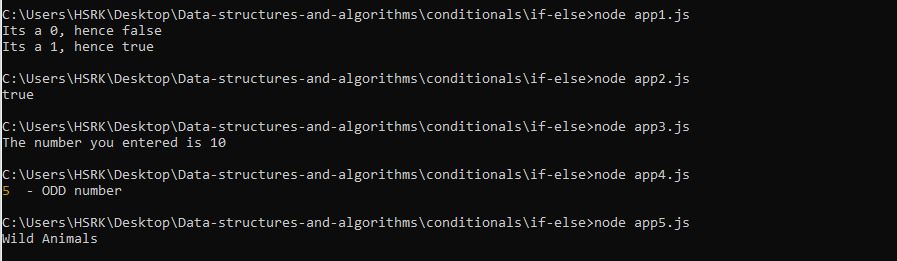 C:\Users\HSRK\Desktop\Data-structures-and-algorithms\conditionals\if-else>node app1.js
Its a 0, hence false
Its a 1, hence true
C:\Users\HSRK\Desktop\Data-structures-and-algorithms\conditionals\if-else>node app2.js
true
C:\Users\HSRK\Desktop\Data-structures-and-algorithms\conditionals\if-else>node app3.js
The number you entered is 10
C:\Users\HSRK\Desktop\Data-structures-and-algorithms\conditionals\if-else>node app4.js
5  - ODD number
C:\Users\HSRK\Desktop\Data-structures-and-algorithms\conditionals\if-else>node app5.js
Wild Animals